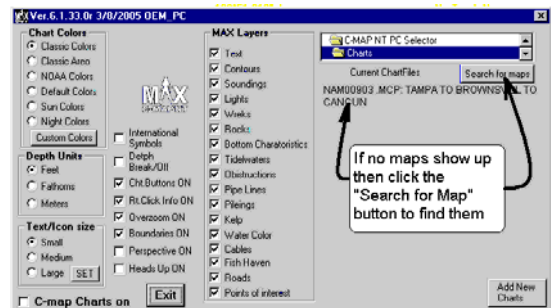 Ver.6.1.33.0r 3/8/2005 OEM_PC
Chart Colors
Classic Colors
Classic Area
NOAA Colors
Default Colors
Sun Colors
Night Colors
Custom Colors
Depth Units
Feet
Fathoms
Meters
Text/Icon size
Small
Medium
Large SET
C-map Charts on
MAX
International Symbols
Detph Break/Off
Cht.Buttons ON
Rt.Click Info ON
Overzoom ON
Boundaries ON
Perspective ON
Heads Up ON
Exit
MAX Layers
Text
Contours
Soundings
Lights
Wreks
Rocks
Bottom Charatoristics
Tidelwaters
Obstructions
Pipe Lines
Pileings
Kelp
Water Color
Cables
Fish Haven
Roads
Points of interest
C-MAP NT PC Selector
Charts
Current ChartFiles
Search for maps
NAM00903 .MCP: TAMPA TO BROWNSVILL TO
CANCUN
If no maps show up
then click the
"Search for Map"
button to find them
Add New
Charts